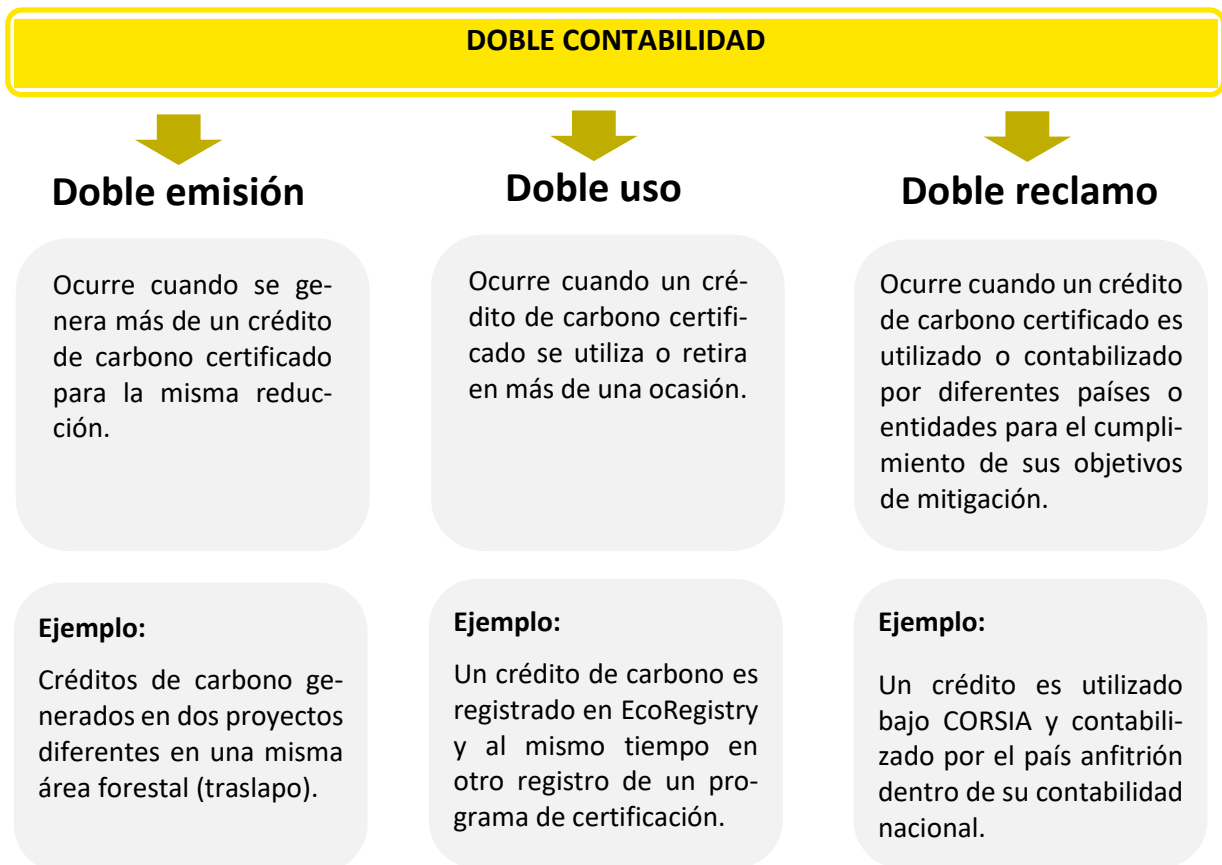 DOBLE CONTABILIDAD
Doble emisión
Ocurre cuando se ge-
nera más de un crédito
de carbono certificado
para la misma reduc-
ción.
Ejemplo:
Créditos de carbono ge-
nerados en dos proyectos
diferentes en una misma
área forestal (traslapo).
Doble uso
Ocurre cuando un cré-
dito de carbono certifi-
cado se utiliza o retira
en más de una ocasión.
Ejemplo:
Un crédito de carbono es
registrado en EcoRegistry
y al mismo tiempo en
otro registro de un pro-
grama de certificación.
Doble reclamo
Ocurre cuando un crédito
de carbono certificado es
utilizado o contabilizado
por diferentes países o
entidades para el cumpli-
miento de sus objetivos
de mitigación.
Ejemplo:
Un crédito es utilizado
bajo CORSIA y contabili-
zado por el país anfitrión
dentro de su contabilidad
nacional.